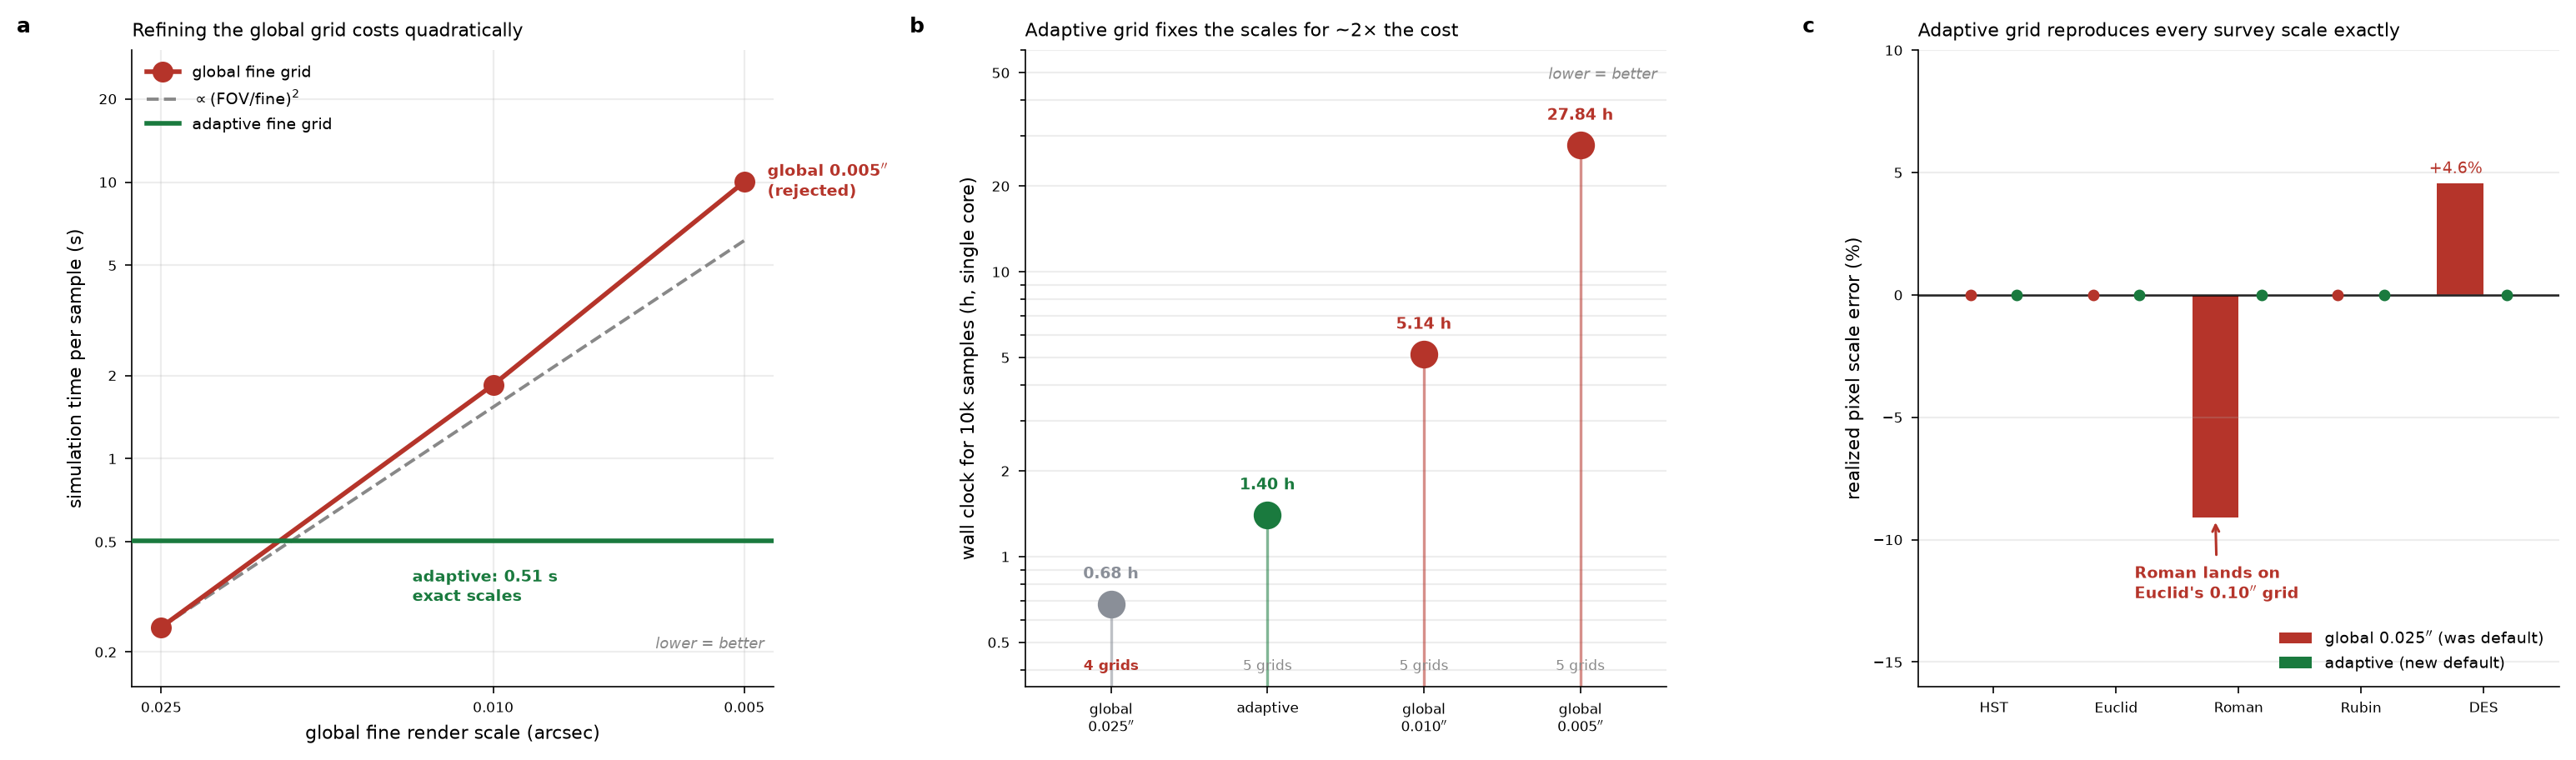 a
Refining the global grid costs quadratically
global fine grid
∝ (FOV/fine)²
adaptive fine grid
global 0.005″
(rejected)
adaptive: 0.51 s
exact scales
lower = better
simulation time per sample (s)
20
10
5
2
1
0.5
0.2
0.025
0.010
0.005
global fine render scale (arcsec)
b
Adaptive grid fixes the scales for ~2× the cost
lower = better
27.84 h
5.14 h
1.40 h
0.68 h
4 grids
5 grids
5 grids
5 grids
wall clock for 10k samples (h, single core)
50
20
10
5
2
1
0.5
global
0.025″
adaptive
global
0.010″
global
0.005″
c
Adaptive grid reproduces every survey scale exactly
+4.6%
Roman lands on
Euclid's 0.10″ grid
global 0.025″ (was default)
adaptive (new default)
realized pixel scale error (%)
10
5
0
−5
−10
−15
HST
Euclid
Roman
Rubin
DES